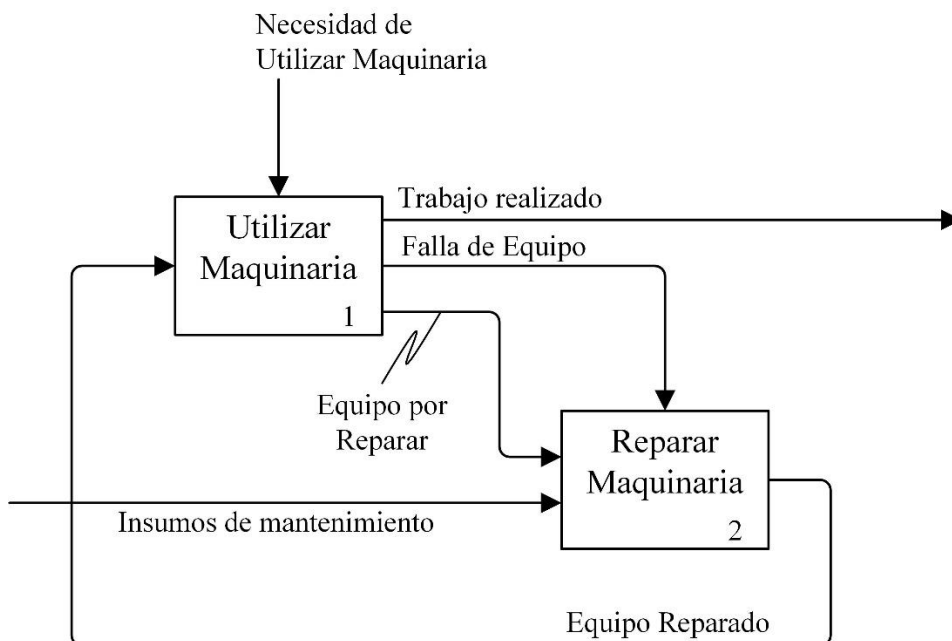 Necesidad de
Utilizar Maquinaria
Utilizar
Maquinaria
1
Trabajo realizado
Falla de Equipo
Equipo por
Reparar
Reparar
Maquinaria
2
Insumos de mantenimiento
Equipo Reparado